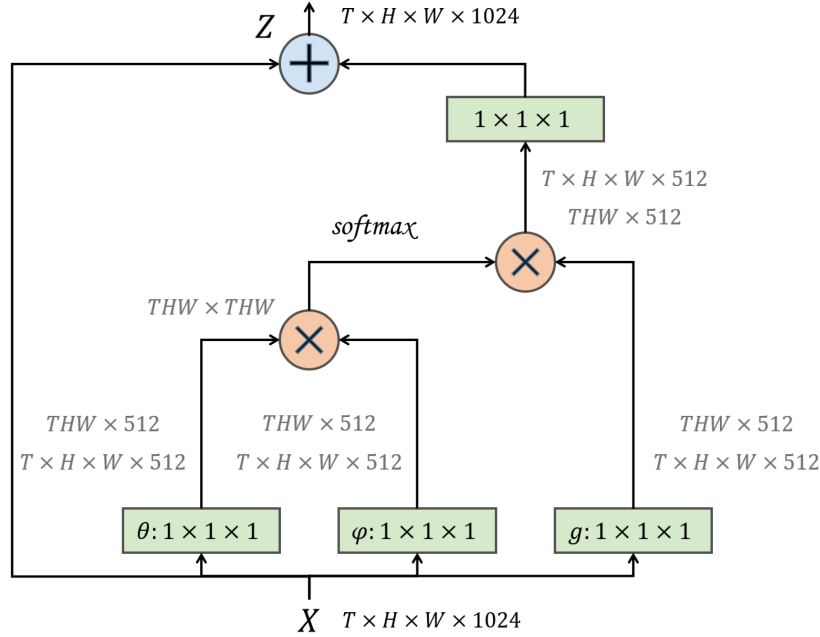 Z T × H × W × 1024
1 × 1 × 1
T × H × W × 512
THW × 512
softmax
THW × THW
THW × 512 THW × 512 THW × 512
T × H × W × 512 T × H × W × 512 T × H × W × 512
θ: 1 × 1 × 1 φ: 1 × 1 × 1 g: 1 × 1 × 1
X T × H × W × 1024